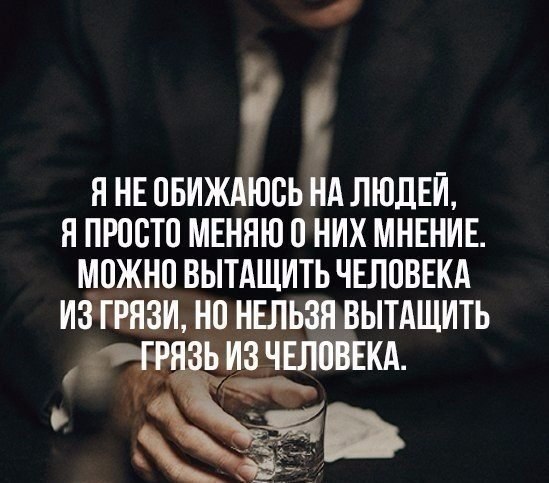 Я НЕ ОБИЖАЮСЬ НА ЛЮДЕЙ,
Я ПРОСТО МЕНЯЮ О НИХ МНЕНИЕ.
МОЖНО ВЫТАЩИТЬ ЧЕЛОВЕКА
ИЗ ГРЯЗИ, НО НЕЛЬЗЯ ВЫТАЩИТЬ
ГРЯЗЬ ИЗ ЧЕЛОВЕКА.